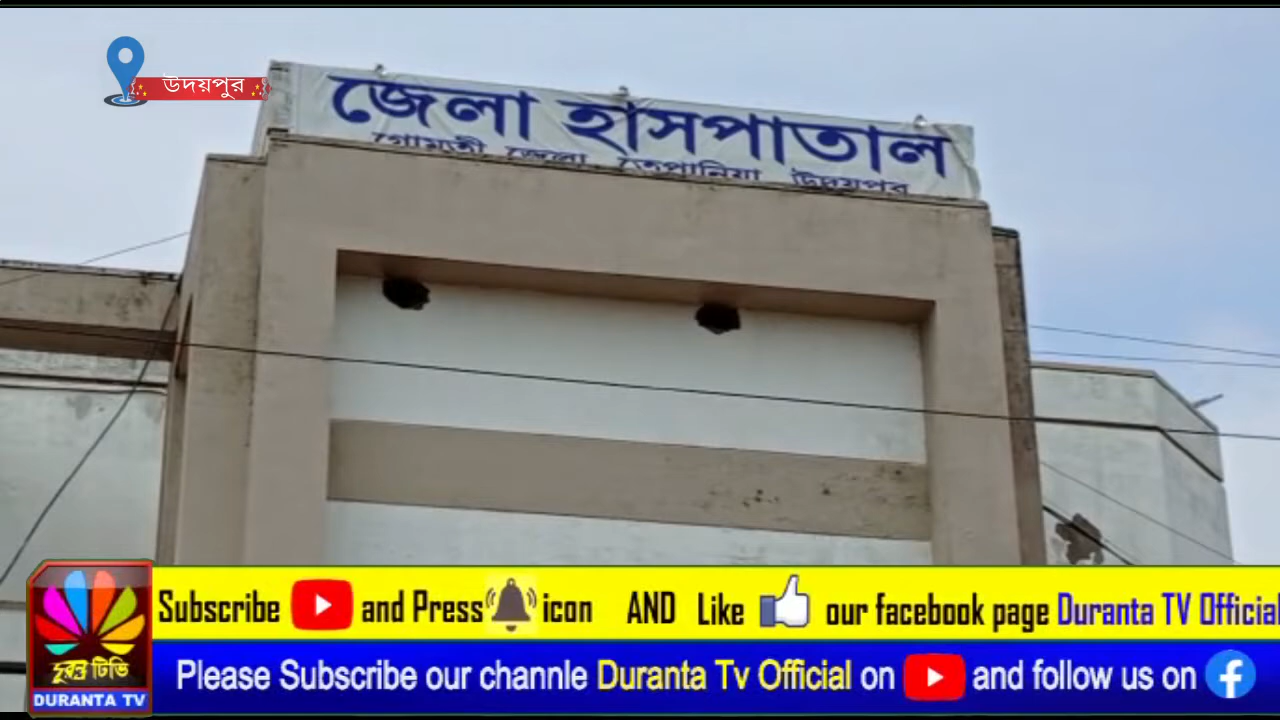 উদয়পুর
জেলা হাসপাতাল
গোমতী জেলা, তেপানিয়া, উদয়পুর
Subscribe and Press icon AND Like our facebook page Duranta TV Official
Please Subscribe our channle Duranta Tv Official on and follow us on
দুরন্ত টিভি
DURANTA TV